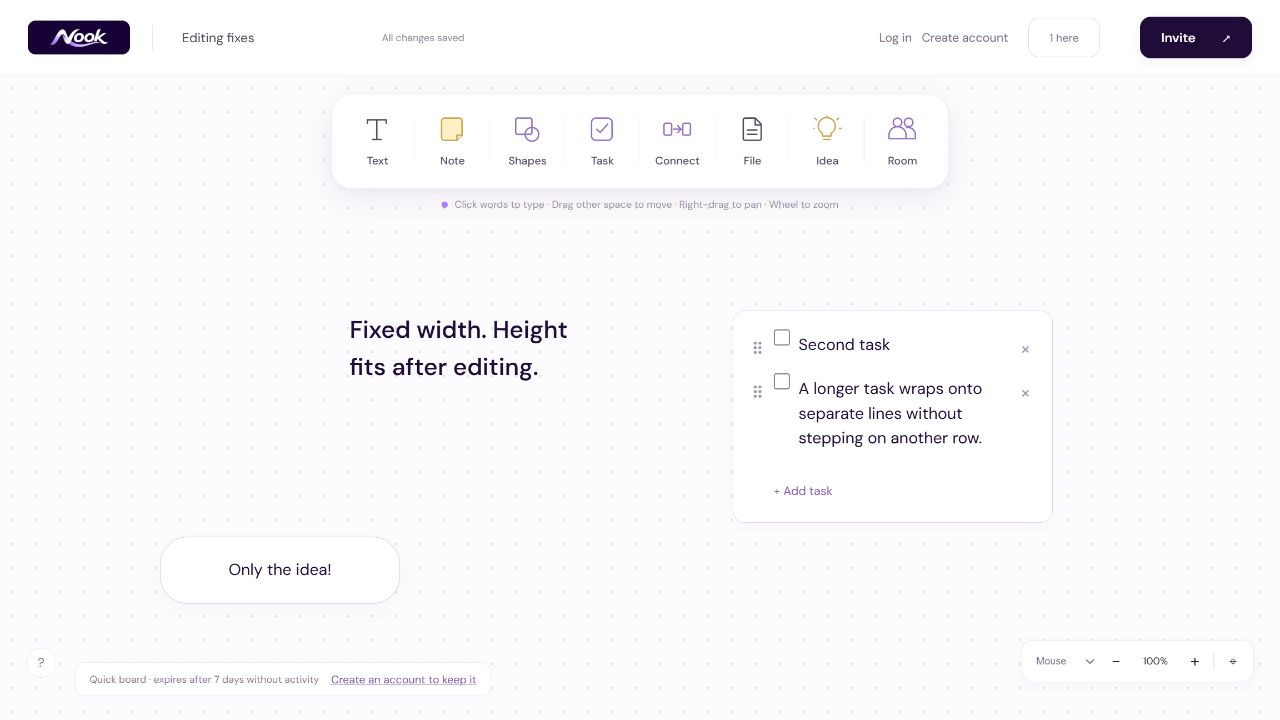 Nook
Editing fixes
All changes saved
Log in
Create account
1 here
Invite ↗
Text
Note
Shapes
Task
Connect
File
Idea
Room
Click words to type · Drag other space to move · Right-drag to pan · Wheel to zoom
Fixed width. Height
fits after editing.
Second task
×
A longer task wraps onto
separate lines without
stepping on another row.
×
+ Add task
Only the idea!
?
Quick board · expires after 7 days without activity
Create an account to keep it
Mouse
−
100%
+